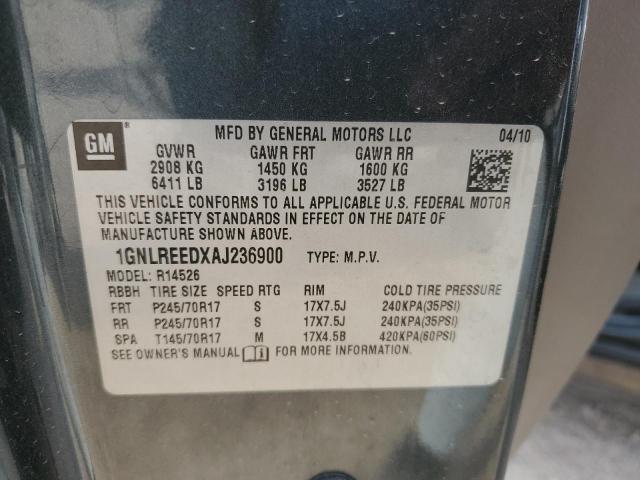 GM ®
MFD BY GENERAL MOTORS LLC 04/10
GVWR GAWR FRT GAWR RR
2908 KG 1450 KG 1600 KG
6411 LB 3196 LB 3527 LB
THIS VEHICLE CONFORMS TO ALL APPLICABLE U.S. FEDERAL MOTOR
VEHICLE SAFETY STANDARDS IN EFFECT ON THE DATE OF
MANUFACTURE SHOWN ABOVE.
1GNLREEDXAJ236900 TYPE: M.P.V.
MODEL: R14526
RBBH TIRE SIZE SPEED RTG RIM COLD TIRE PRESSURE
FRT P245/70R17 S 17X7.5J 240KPA(35PSI)
RR P245/70R17 S 17X7.5J 240KPA(35PSI)
SPA T145/70R17 M 17X4.5B 420KPA(60PSI)
SEE OWNER'S MANUAL FOR MORE INFORMATION.